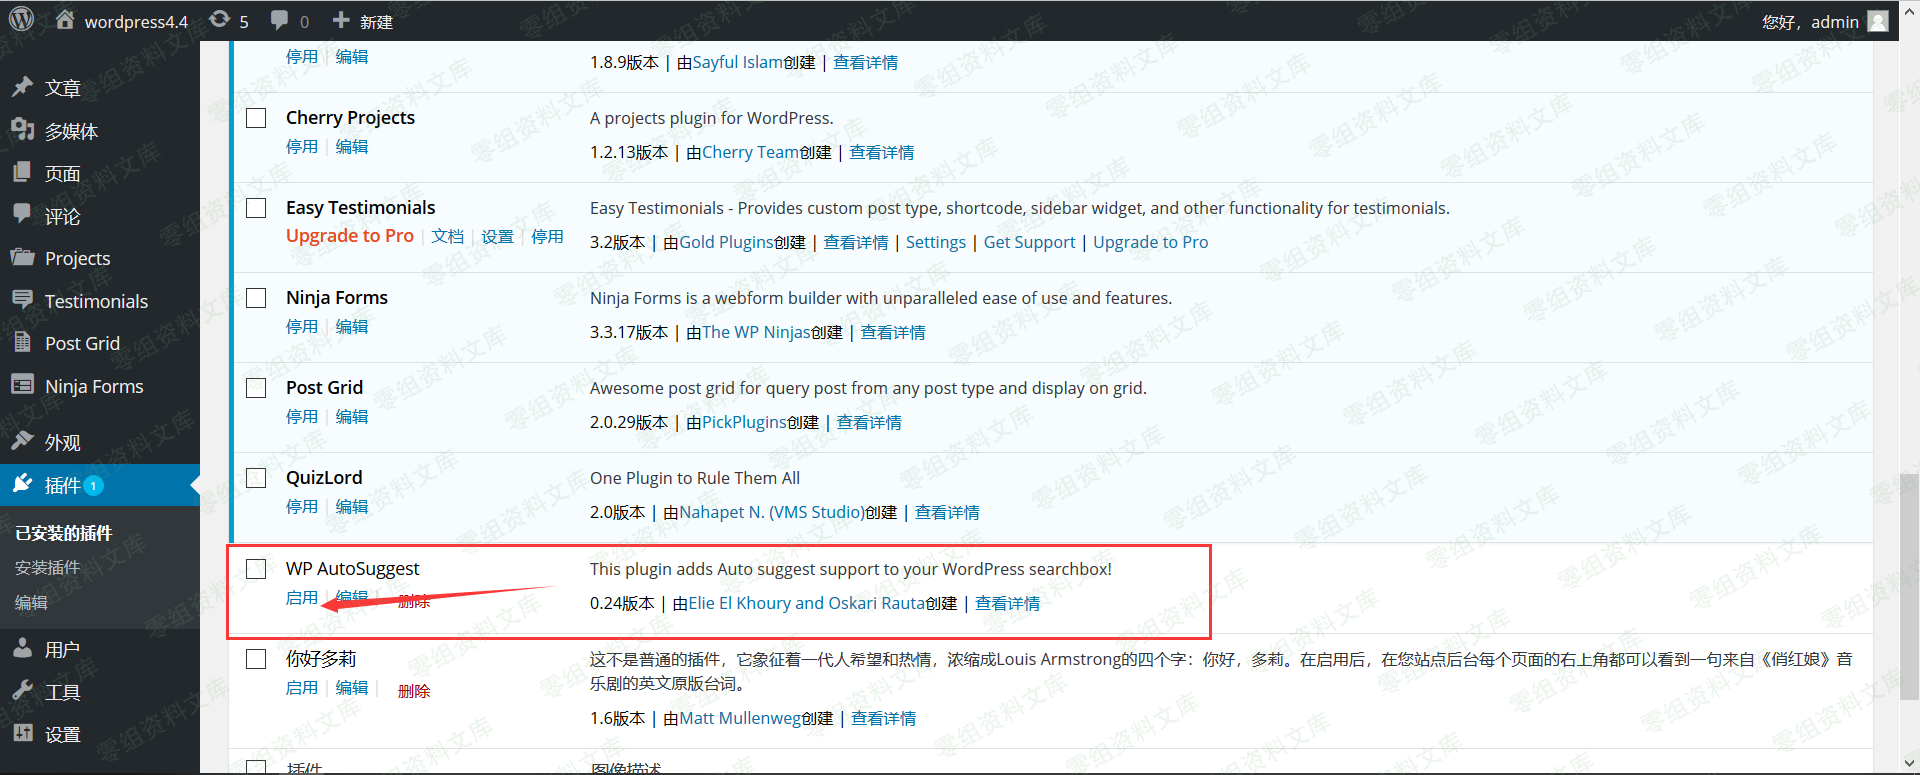 wordpress4.4 5 0 新建 您好，admin
文章
多媒体
页面
评论
Projects
Testimonials
Post Grid
Ninja Forms
外观
插件 1
已安装的插件
安装插件
编辑
用户
工具
设置
停用 | 编辑
1.8.9版本 | 由Sayful Islam创建 | 查看详情
Cherry Projects
停用 | 编辑
A projects plugin for WordPress.
1.2.13版本 | 由Cherry Team创建 | 查看详情
Easy Testimonials
Upgrade to Pro | 文档 | 设置 | 停用
Easy Testimonials - Provides custom post type, shortcode, sidebar widget, and other functionality for testimonials.
3.2版本 | 由Gold Plugins创建 | 查看详情 | Settings | Get Support | Upgrade to Pro
Ninja Forms
停用 | 编辑
Ninja Forms is a webform builder with unparalleled ease of use and features.
3.3.17版本 | 由The WP Ninjas创建 | 查看详情
Post Grid
停用 | 编辑
Awesome post grid for query post from any post type and display on grid.
2.0.29版本 | 由PickPlugins创建 | 查看详情
QuizLord
停用 | 编辑
One Plugin to Rule Them All
2.0版本 | 由Nahapet N. (VMS Studio)创建 | 查看详情
WP AutoSuggest
启用 | 编辑 | 删除
This plugin adds Auto suggest support to your WordPress searchbox!
0.24版本 | 由Elie El Khoury and Oskari Rauta创建 | 查看详情
你好多莉
启用 | 编辑 | 删除
这不是普通的插件，它象征着一代人希望和热情，浓缩成Louis Armstrong的四个字：你好，多莉。在启用后，在您站点后台每个页面的右上角都可以看到一句来自《俏红娘》音
乐剧的英文原版台词。
1.6版本 | 由Matt Mullenweg创建 | 查看详情
插件
图像描述
零组资料文库